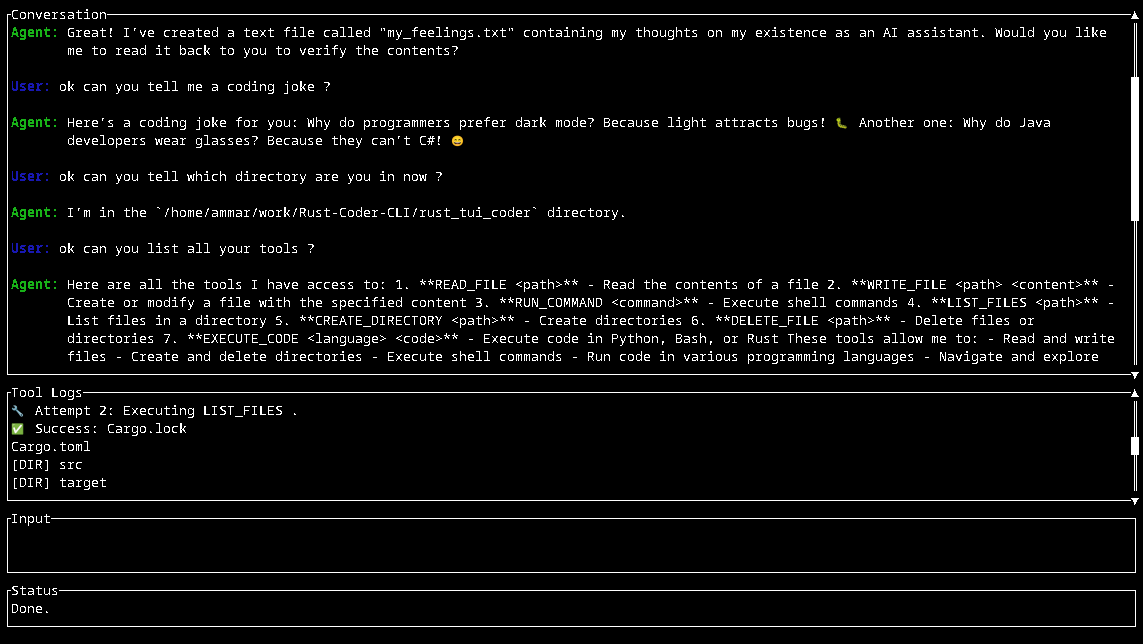 Conversation
Agent: Great! I've created a text file called "my_feelings.txt" containing my thoughts on my existence as an AI assistant. Would you like
me to read it back to you to verify the contents?
User: ok can you tell me a coding joke ?
Agent: Here's a coding joke for you: Why do programmers prefer dark mode? Because light attracts bugs! 🐛 Another one: Why do Java
developers wear glasses? Because they can't C#! 😄
User: ok can you tell which directory are you in now ?
Agent: I'm in the `/home/ammar/work/Rust-Coder-CLI/rust_tui_coder` directory.
User: ok can you list all your tools ?
Agent: Here are all the tools I have access to: 1. **READ_FILE <path>** - Read the contents of a file 2. **WRITE_FILE <path> <content>** -
Create or modify a file with the specified content 3. **RUN_COMMAND <command>** - Execute shell commands 4. **LIST_FILES <path>** -
List files in a directory 5. **CREATE_DIRECTORY <path>** - Create directories 6. **DELETE_FILE <path>** - Delete files or
directories 7. **EXECUTE_CODE <language> <code>** - Execute code in Python, Bash, or Rust These tools allow me to: - Read and write
files - Create and delete directories - Execute shell commands - Run code in various programming languages - Navigate and explore
Tool Logs
🔧 Attempt 2: Executing LIST_FILES .
✅ Success: Cargo.lock
Cargo.toml
[DIR] src
[DIR] target
Input
Status
Done.